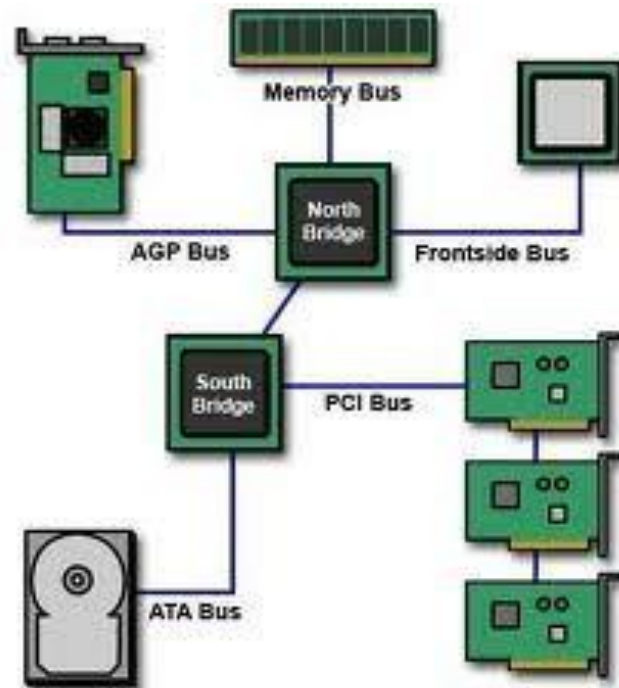 Memory Bus
North
Bridge
AGP Bus
Frontside Bus
South
Bridge
PCI Bus
ATA Bus